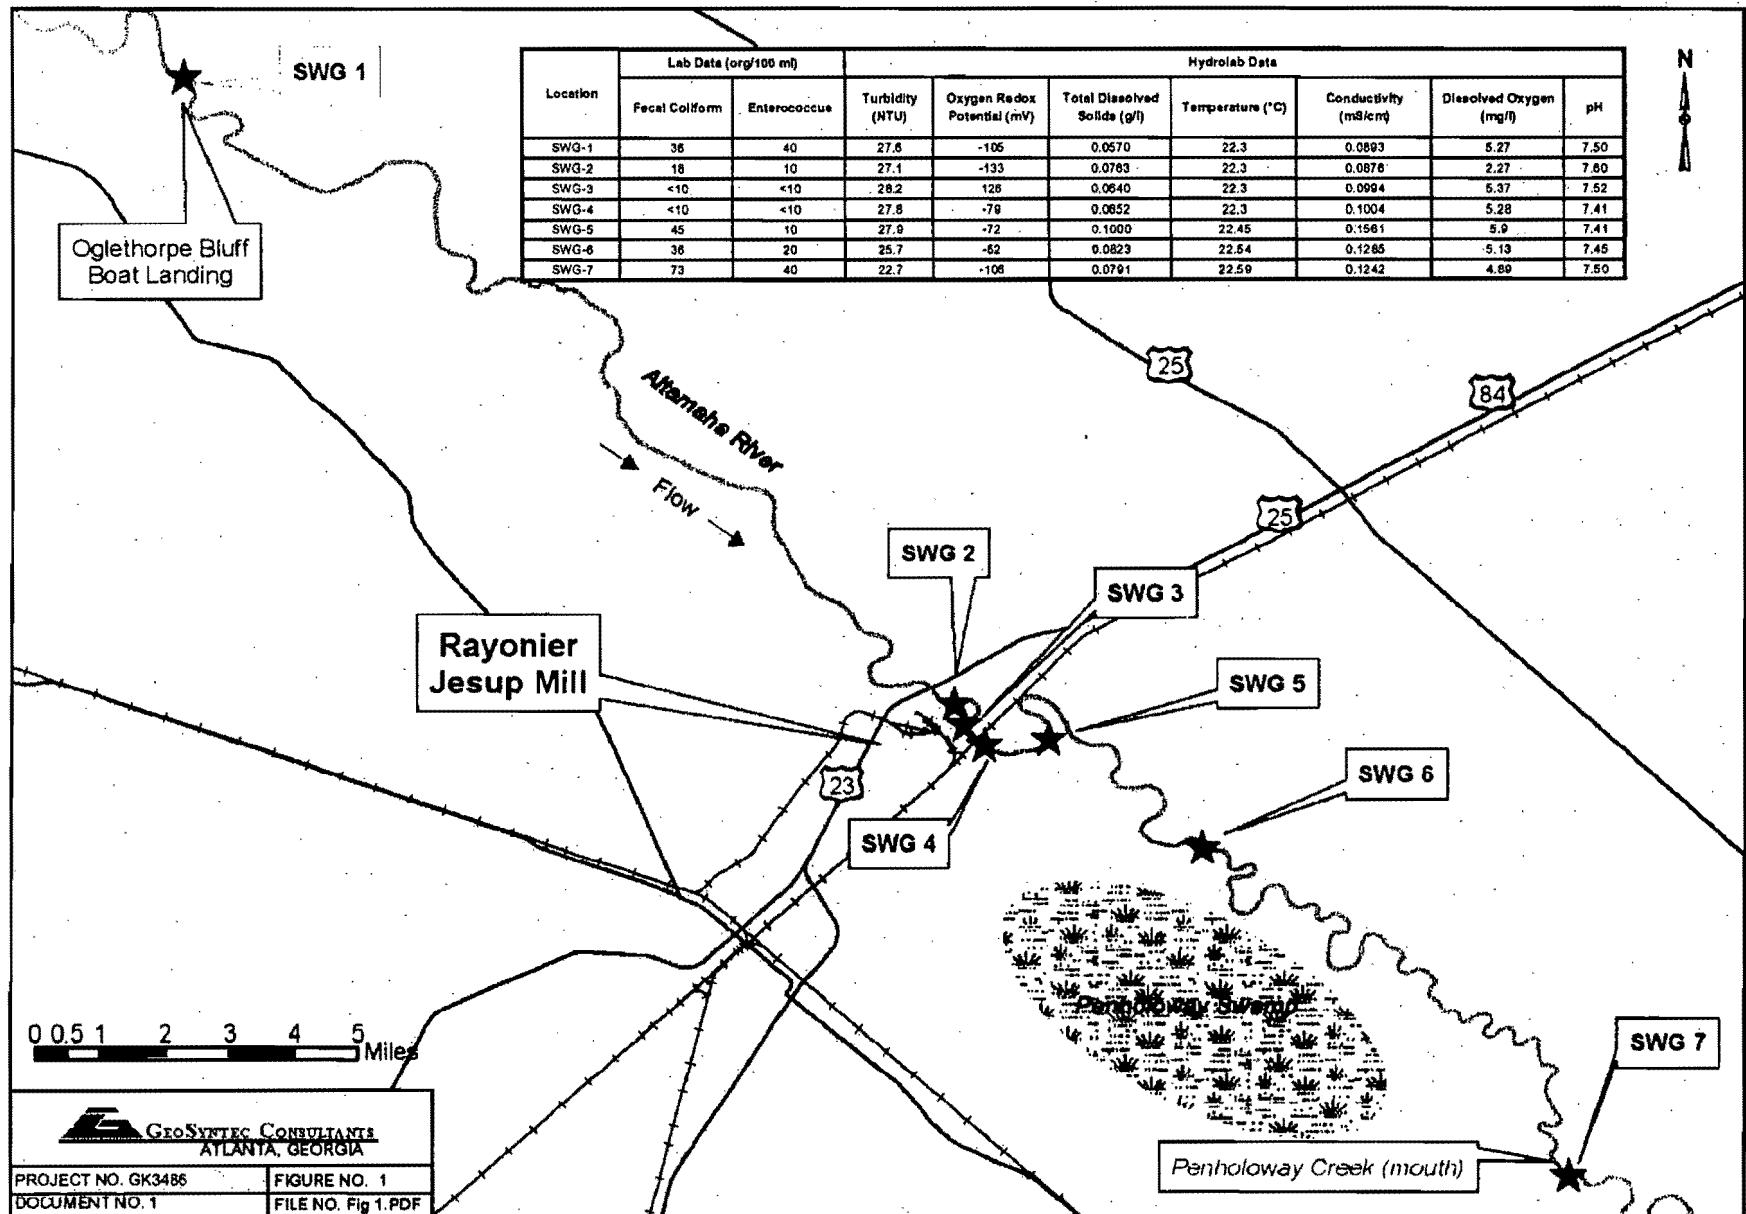 SWG 1
Lab Data (org/100 ml) Hydrolab Data
Location Fecal Coliform Enterococcus Turbidity (NTU) Oxygen Redox Potential (mV) Total Dissolved Solids (g/l) Temperature (°C) Conductivity (mS/cm) Dissolved Oxygen (mg/l) pH
SWG-1 36 40 27.6 -105 0.0570 22.3 0.0893 5.27 7.50
SWG-2 18 10 27.1 -133 0.0763 22.3 0.0876 2.27 7.60
SWG-3 <10 <10 28.2 126 0.0640 22.3 0.0994 5.37 7.52
SWG-4 <10 <10 27.8 -79 0.0652 22.3 0.1004 5.28 7.41
SWG-5 45 10 27.9 -72 0.1000 22.45 0.1561 5.9 7.41
SWG-6 36 20 25.7 -52 0.0823 22.54 0.1285 5.13 7.45
SWG-7 73 40 22.7 -106 0.0791 22.59 0.1242 4.89 7.50
N
Oglethorpe Bluff
Boat Landing
25
84
Altamaha River
Flow
25
SWG 2
SWG 3
Rayonier
Jesup Mill
SWG 5
23
SWG 6
SWG 4
Penholoway Swamp
0 0.5 1 2 3 4 5
Miles
SWG 7
GEOSYNTEC CONSULTANTS
ATLANTA, GEORGIA
Penholoway Creek (mouth)
PROJECT NO. GK3486 FIGURE NO. 1
DOCUMENT NO. 1 FILE NO. Fig 1.PDF